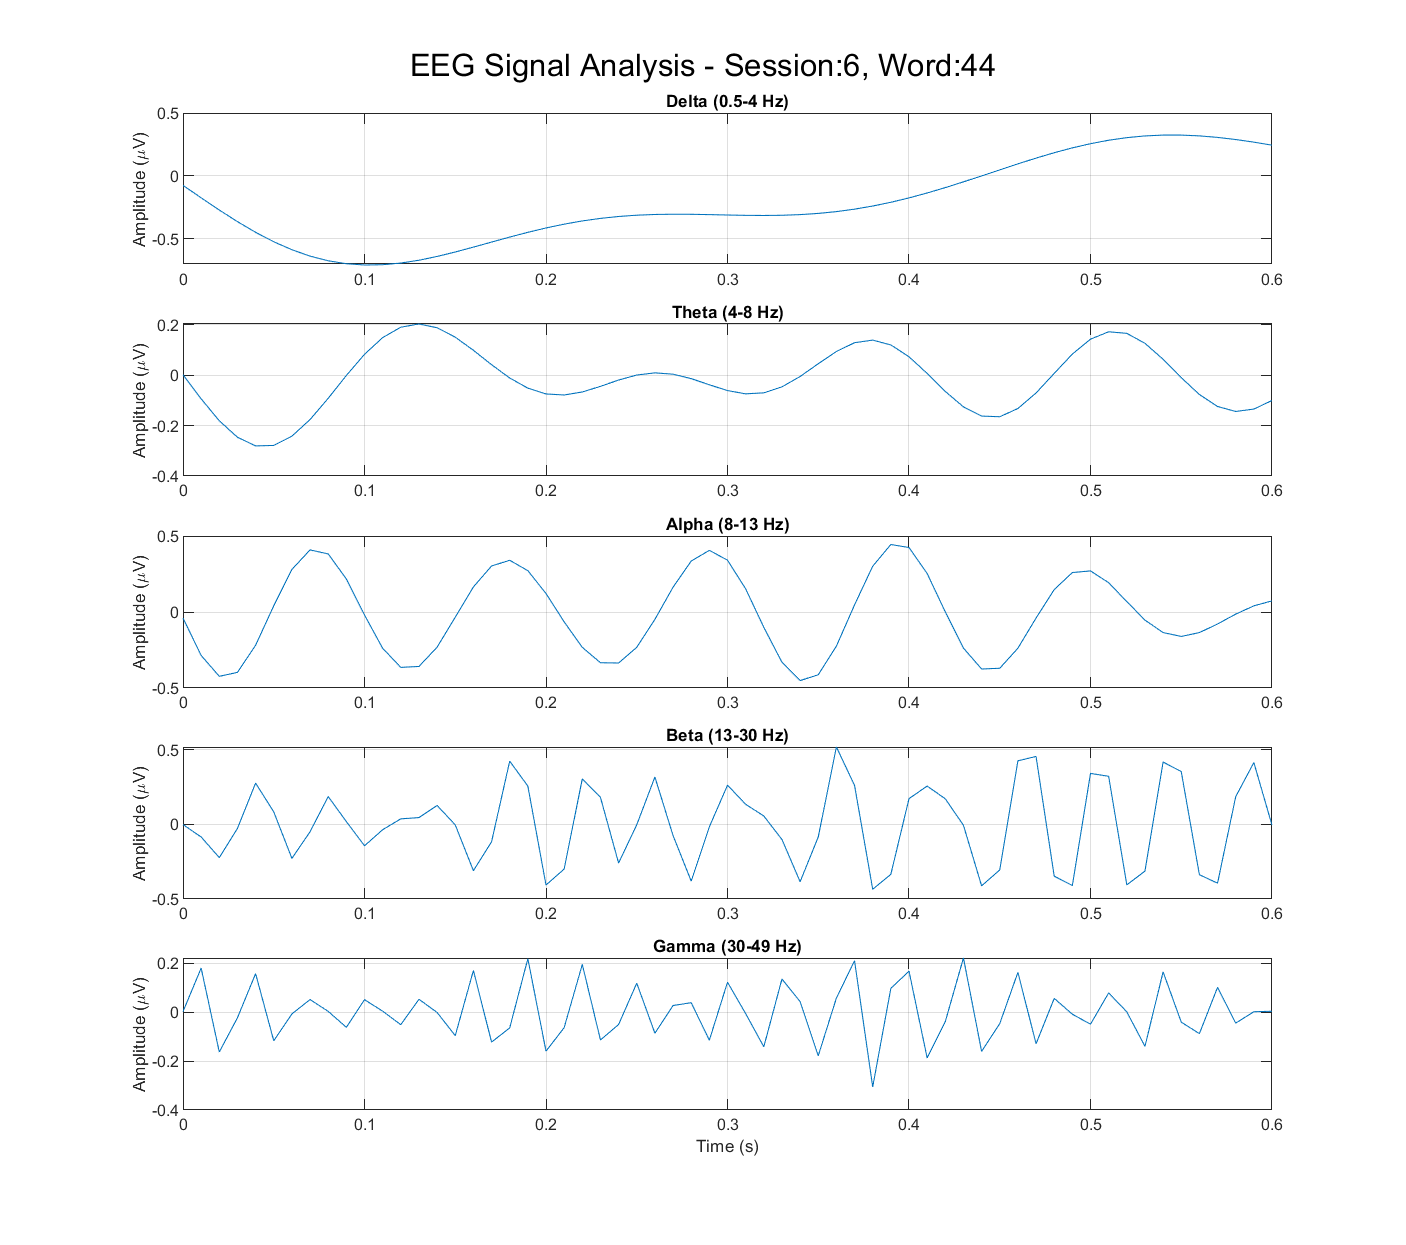 EEG Signal Analysis - Session:6, Word:44
Delta (0.5-4 Hz)
Amplitude (μV)
0.5
0
-0.5
0 0.1 0.2 0.3 0.4 0.5 0.6
Theta (4-8 Hz)
Amplitude (μV)
0.2
0
-0.2
-0.4
0 0.1 0.2 0.3 0.4 0.5 0.6
Alpha (8-13 Hz)
Amplitude (μV)
0.5
0
-0.5
0 0.1 0.2 0.3 0.4 0.5 0.6
Beta (13-30 Hz)
Amplitude (μV)
0.5
0
-0.5
0 0.1 0.2 0.3 0.4 0.5 0.6
Gamma (30-49 Hz)
Amplitude (μV)
0.2
0
-0.2
-0.4
0 0.1 0.2 0.3 0.4 0.5 0.6
Time (s)